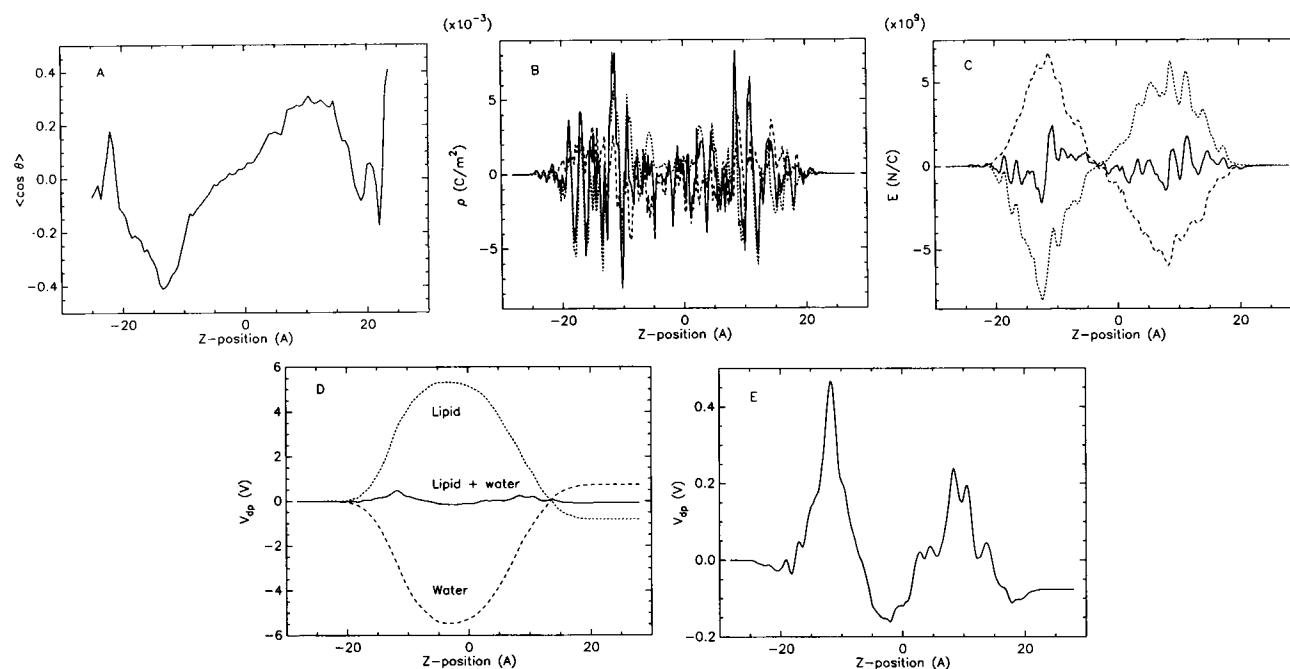 (x10⁻³)
(x10⁹)
A
0.4
0.2
0.0
-0.2
-0.4
<cos θ>
-20
0
20
Z-position (A)
B
5
0
-5
ρ (C/m²)
-20
0
20
Z-position (A)
C
5
0
-5
E (N/C)
-20
0
20
Z-position (A)
D
6
4
2
0
-2
-4
-6
V_dp (V)
Lipid
Lipid + water
Water
-20
0
20
Z-position (A)
E
0.4
0.2
0.0
-0.2
V_dp (V)
-20
0
20
Z-position (A)